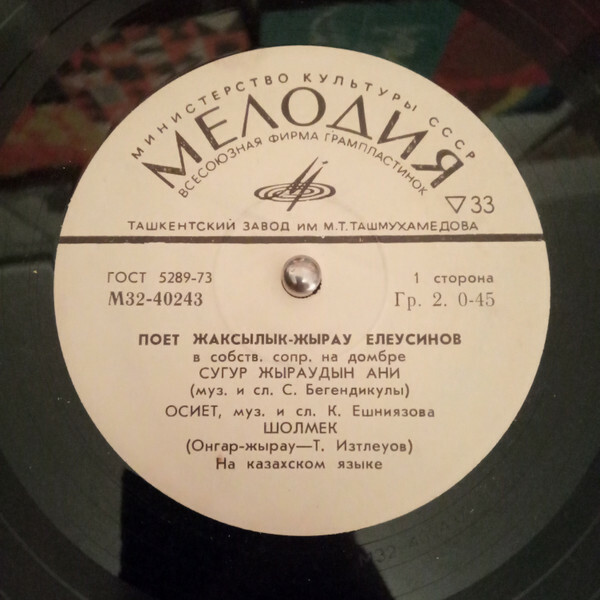 МИНИСТЕРСТВО КУЛЬТУРЫ СССР
МЕЛОДИЯ
ВСЕСОЮЗНАЯ ФИРМА ГРАМПЛАСТИНОК
▽33
ТАШКЕНТСКИЙ ЗАВОД ИМ М.Т.ТАШМУХАМЕДОВА
ГОСТ 5289-73
1 сторона
М32-40243
Гр. 2. 0-45
ПОЕТ ЖАКСЫЛЫК-ЖЫРАУ ЕЛЕУСИНОВ
в собств. сопр. на домбре
СУГУР ЖЫРАУДЫН АНИ
(муз. и сл. С. Бегендикулы)
ОСИЕТ, муз. и сл. К. Ешниязова
ШОЛМЕК
(Онгар-жырау—Т. Изтлеуов)
На казахском языке